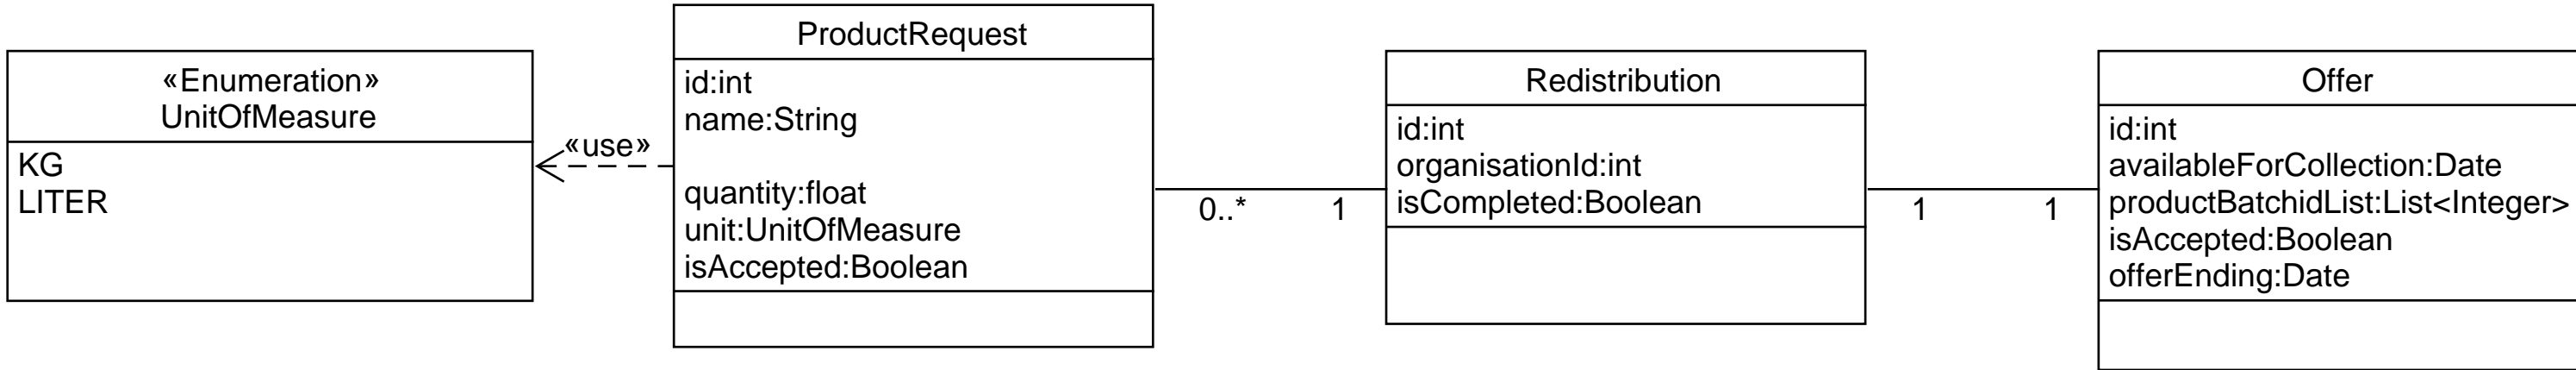 «Enumeration»
UnitOfMeasure
KG
LITER
«use»
ProductRequest
id:int
name:String
quantity:float
unit:UnitOfMeasure
isAccepted:Boolean
0..*
1
Redistribution
id:int
organisationId:int
isCompleted:Boolean
1
1
Offer
id:int
availableForCollection:Date
productBatchidList:List<Integer>
isAccepted:Boolean
offerEnding:Date